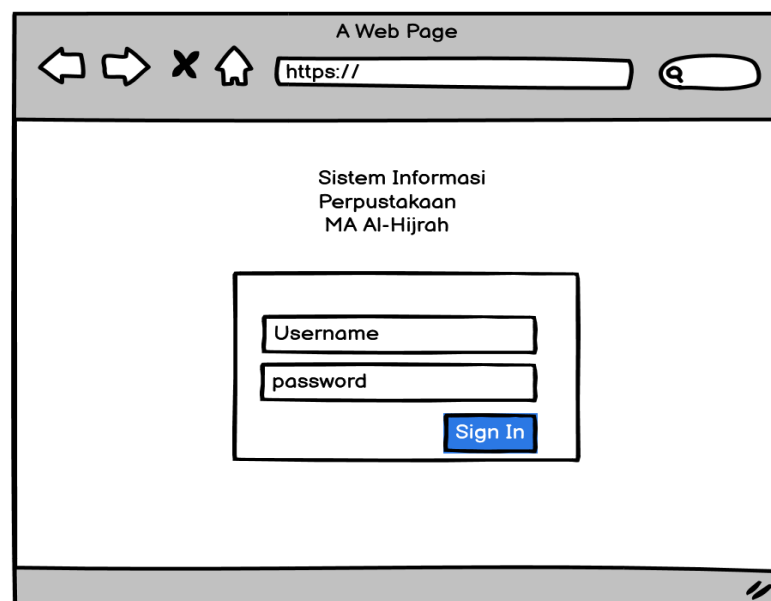 A Web Page
https://
Sistem Informasi
Perpustakaan
MA Al-Hijrah
Username
password
Sign In